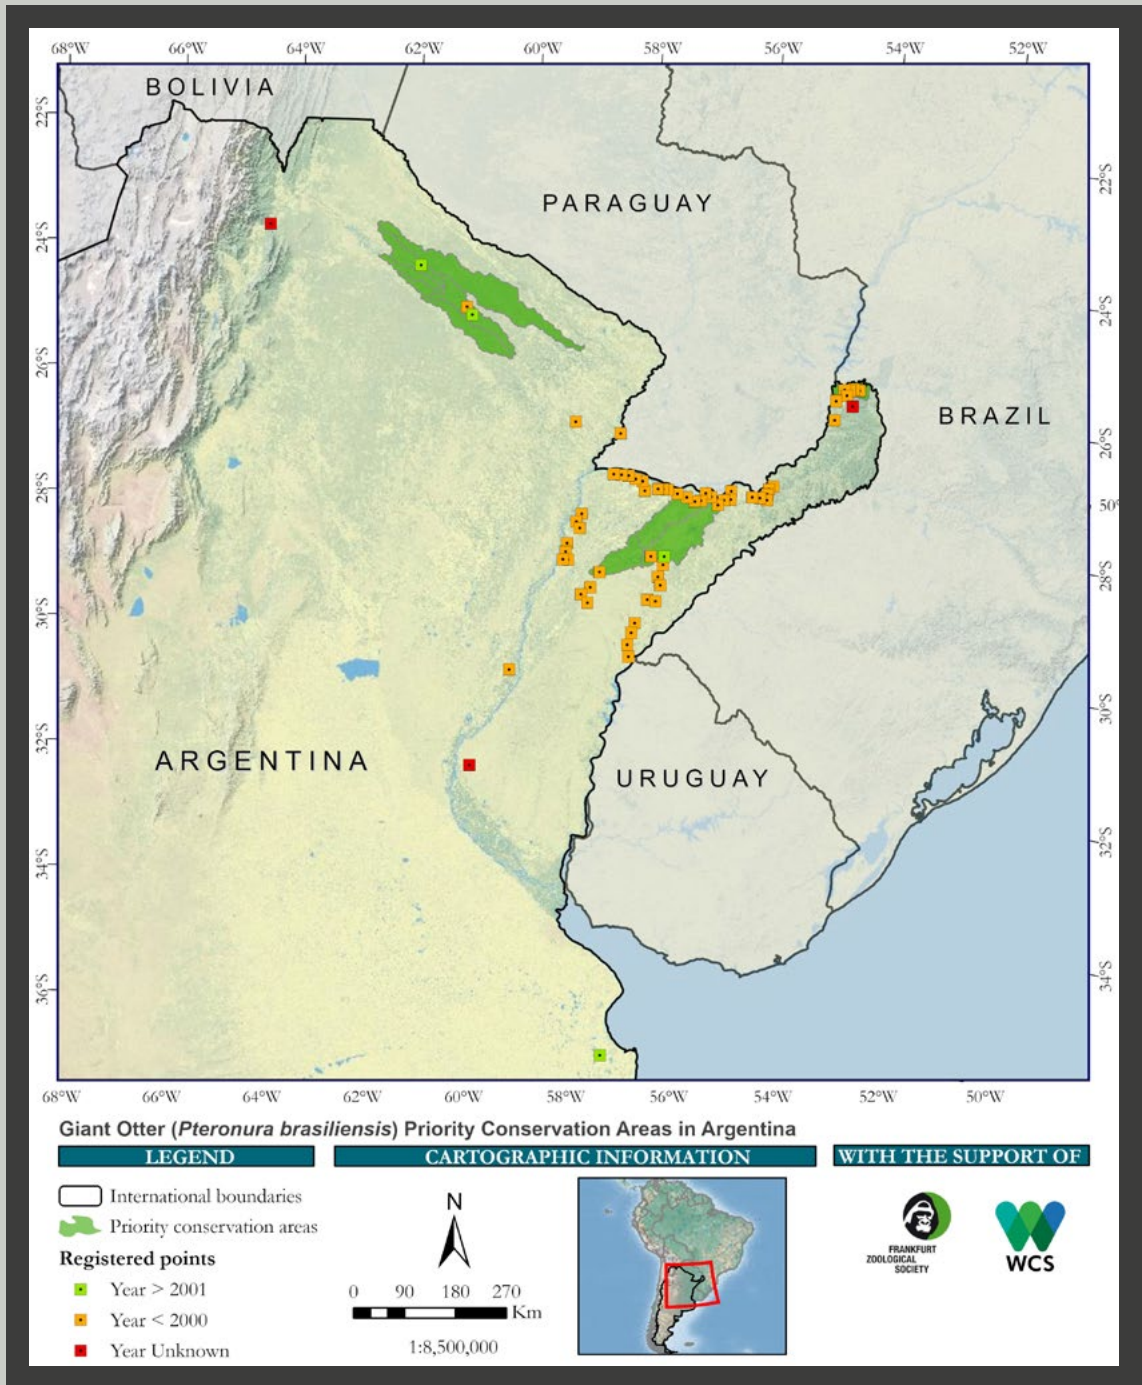 68°W 66°W 64°W 62°W 60°W 58°W 56°W 54°W 52°W
BOLIVIA
22°S
22°S
PARAGUAY
24°S
24°S
26°S
BRAZIL
26°S
28°S
50°
28°S
30°S
30°S
32°S
ARGENTINA
URUGUAY
32°S
34°S
34°S
36°S
68°W 66°W 64°W 62°W 60°W 58°W 56°W 54°W 52°W 50°W
Giant Otter (Pteronura brasiliensis) Priority Conservation Areas in Argentina
LEGEND
International boundaries
Priority conservation areas
Registered points
Year > 2001
Year < 2000
Year Unknown
CARTOGRAPHIC INFORMATION
N
0 90 180 270
Km
1:8,500,000
WITH THE SUPPORT OF
FRANKFURT
ZOOLOGICAL
SOCIETY
WCS